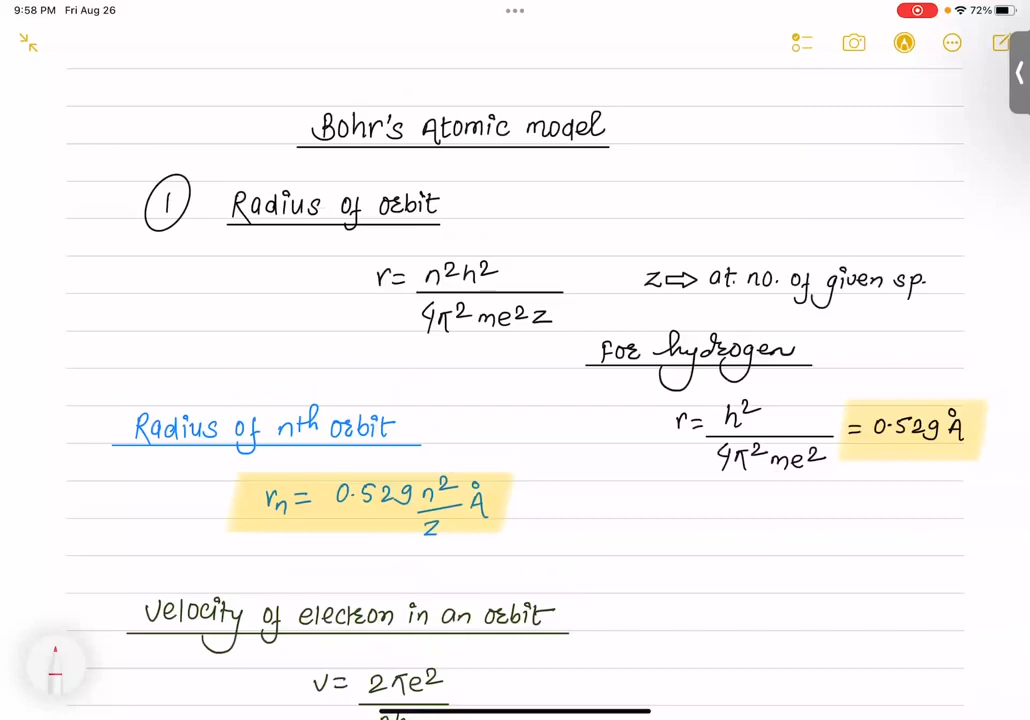 9:58 PM Fri Aug 26
72%
Bohr's Atomic model
1 Radius of orbit
r = n²h² / 4π²me²z
z ⇒ at. no. of given sp.
For hydrogen
r = h² / 4π²me² = 0.529 Å
Radius of nth orbit
rₙ = 0.529 n²/z Å
Velocity of electron in an orbit
v = 2πe²